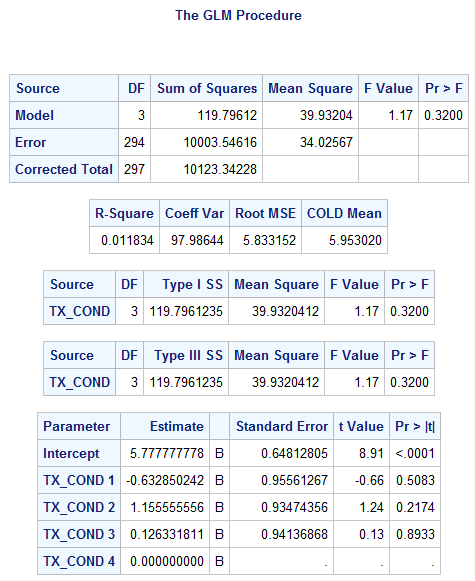 The GLM Procedure
Source DF Sum of Squares Mean Square F Value Pr > F
Model 3 119.79612 39.93204 1.17 0.3200
Error 294 10003.54616 34.02567
Corrected Total 297 10123.34228
R-Square Coeff Var Root MSE COLD Mean
0.011834 97.98644 5.833152 5.953020
Source DF Type I SS Mean Square F Value Pr > F
TX_COND 3 119.7961235 39.9320412 1.17 0.3200
Source DF Type III SS Mean Square F Value Pr > F
TX_COND 3 119.7961235 39.9320412 1.17 0.3200
Parameter Estimate Standard Error t Value Pr > |t|
Intercept 5.777777778 B 0.64812805 8.91 <.0001
TX_COND 1 -0.632850242 B 0.95561267 -0.66 0.5083
TX_COND 2 1.155555556 B 0.93474356 1.24 0.2174
TX_COND 3 0.126331811 B 0.94136868 0.13 0.8933
TX_COND 4 0.000000000 B . . .